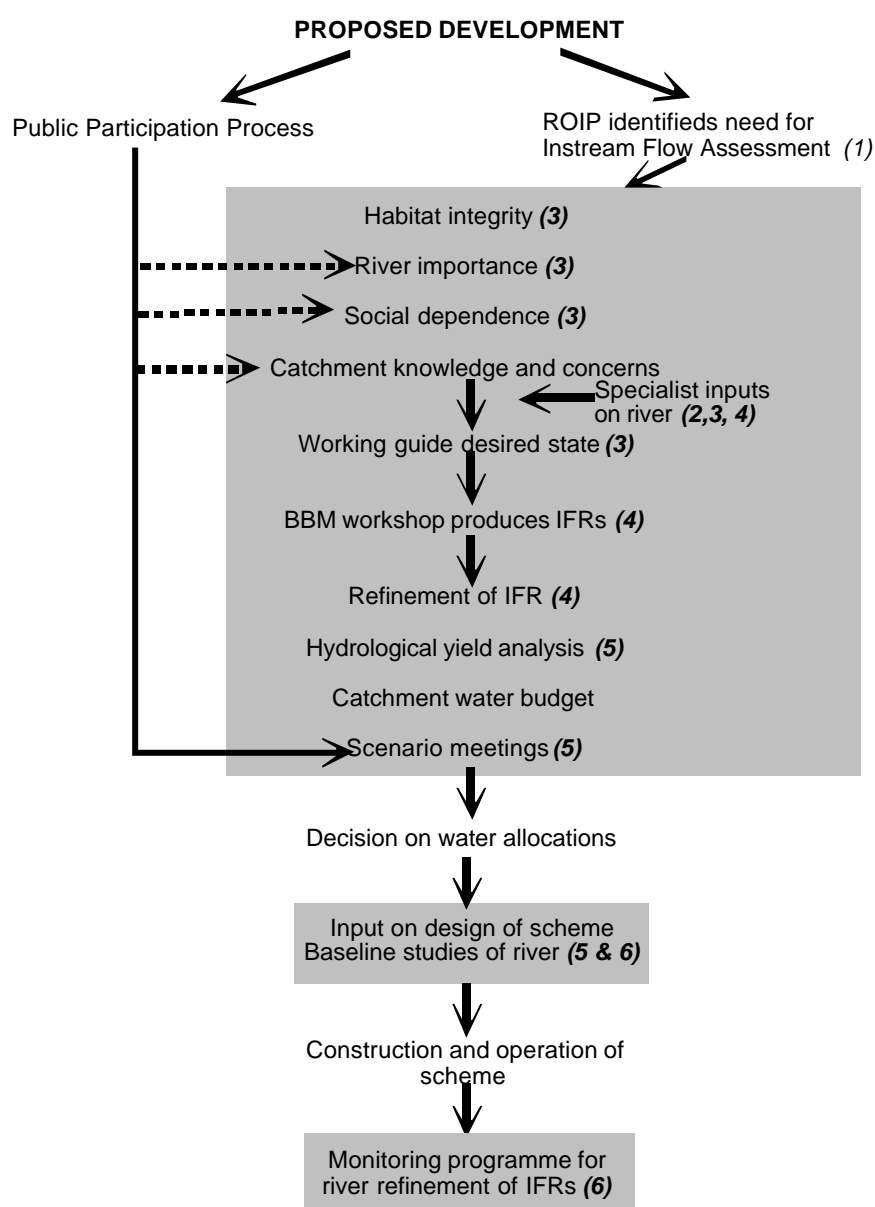 PROPOSED DEVELOPMENT
Public Participation Process
ROIP identifieds need for
Instream Flow Assessment (1)
Habitat integrity (3)
River importance (3)
Social dependence (3)
Catchment knowledge and concerns
Specialist inputs
on river (2,3, 4)
Working guide desired state (3)
BBM workshop produces IFRs (4)
Refinement of IFR (4)
Hydrological yield analysis (5)
Catchment water budget
Scenario meetings (5)
Decision on water allocations
Input on design of scheme
Baseline studies of river (5 & 6)
Construction and operation of
scheme
Monitoring programme for
river refinement of IFRs (6)